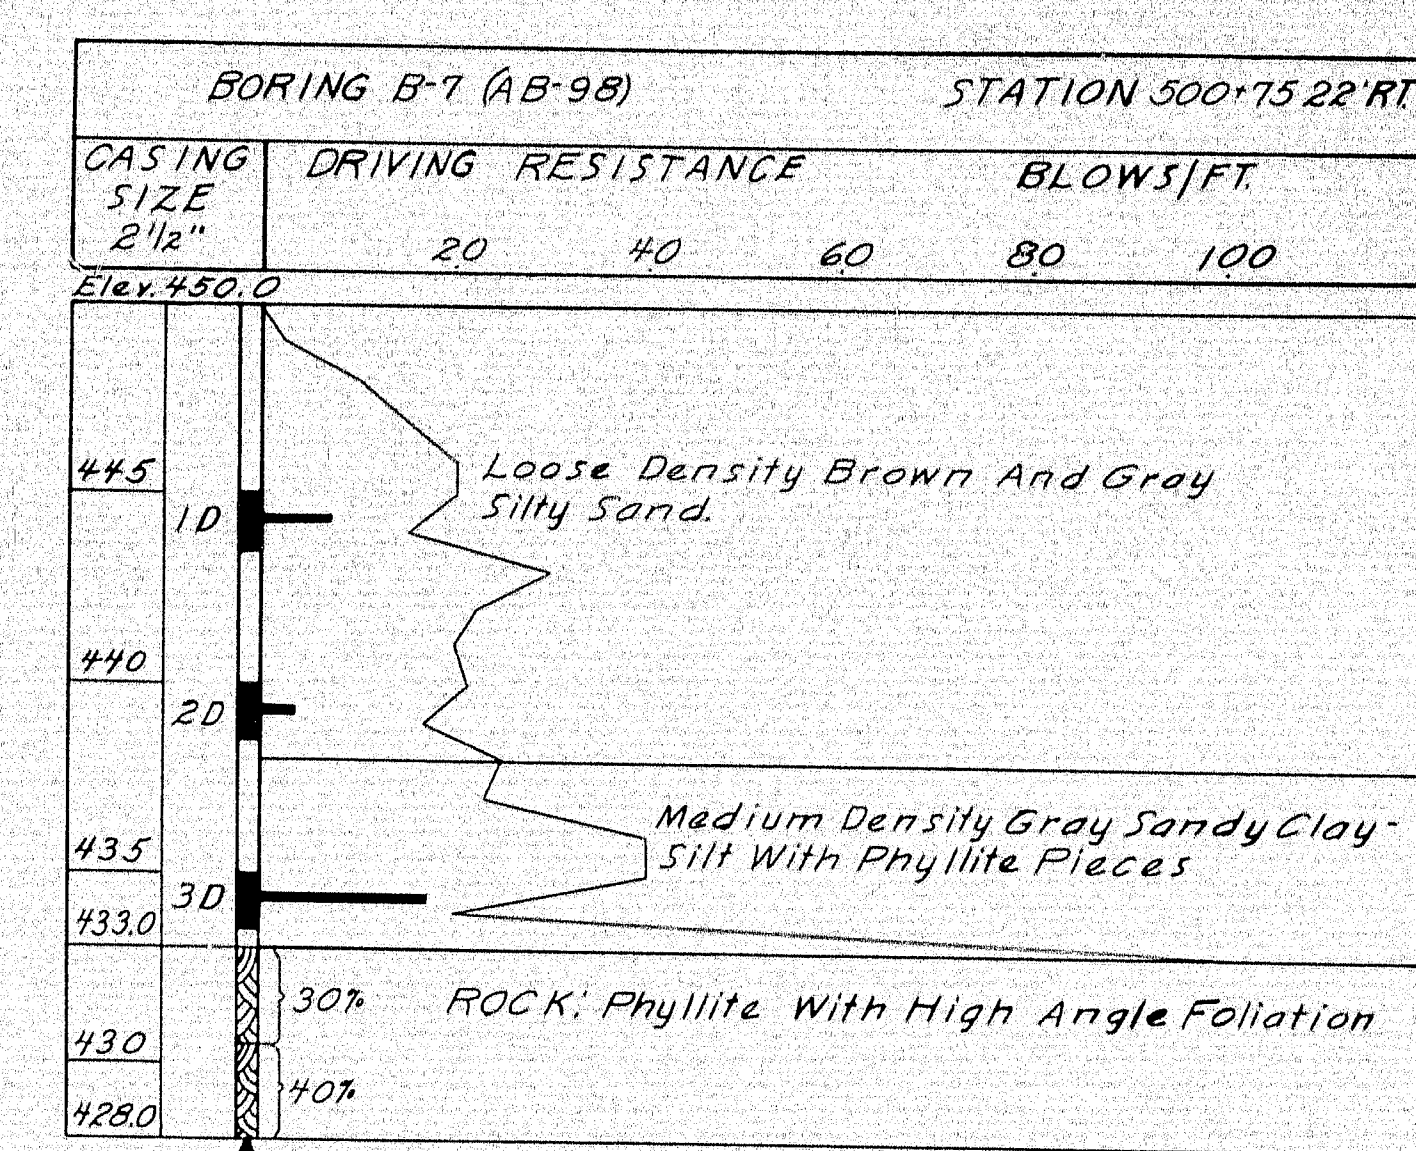 BORING B-7 (AB-98) STATION 500+75 22'RT.
CASING SIZE 2 1/2"
DRIVING RESISTANCE BLOWS/FT.
20 40 60 80 100
Elev. 450.0
445
Loose Density Brown And Gray
Silty Sand.
1D
440
2D
Medium Density Gray Sandy Clay-
Silt With Phyllite Pieces
435
3D
433.0
30% ROCK: Phyllite With High Angle Foliation
430
40%
428.0